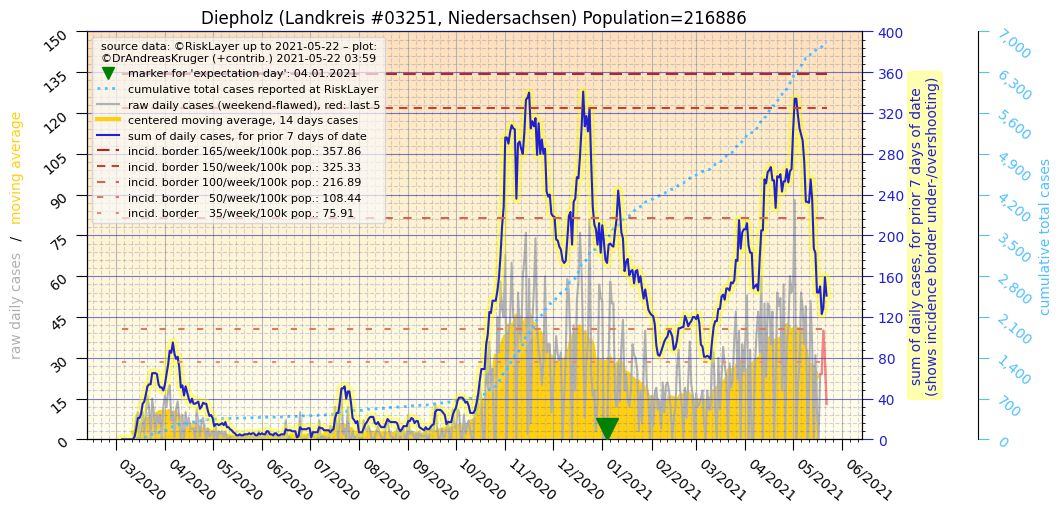 Diepholz (Landkreis #03251, Niedersachsen) Population=216886
source data: ©RiskLayer up to 2021-05-22 – plot:
©DrAndreasKruger (+contrib.) 2021-05-22 03:59
marker for 'expectation day': 04.01.2021
cumulative total cases reported at RiskLayer
raw daily cases (weekend-flawed), red: last 5
centered moving average, 14 days cases
sum of daily cases, for prior 7 days of date
incid. border 165/week/100k pop.: 357.86
incid. border 150/week/100k pop.: 325.33
incid. border 100/week/100k pop.: 216.89
incid. border   50/week/100k pop.: 108.44
incid. border   35/week/100k pop.: 75.91
raw daily cases / moving average
150
135
120
105
90
75
60
45
30
15
0
03/2020
04/2020
05/2020
06/2020
07/2020
08/2020
09/2020
10/2020
11/2020
12/2020
01/2021
02/2021
03/2021
04/2021
05/2021
06/2021
400
360
320
280
240
200
160
120
80
40
0
sum of daily cases, for prior 7 days of date
(shows incidence border under-/overshooting)
7,000
6,300
5,600
4,900
4,200
3,500
2,800
2,100
1,400
700
0
cumulative total cases